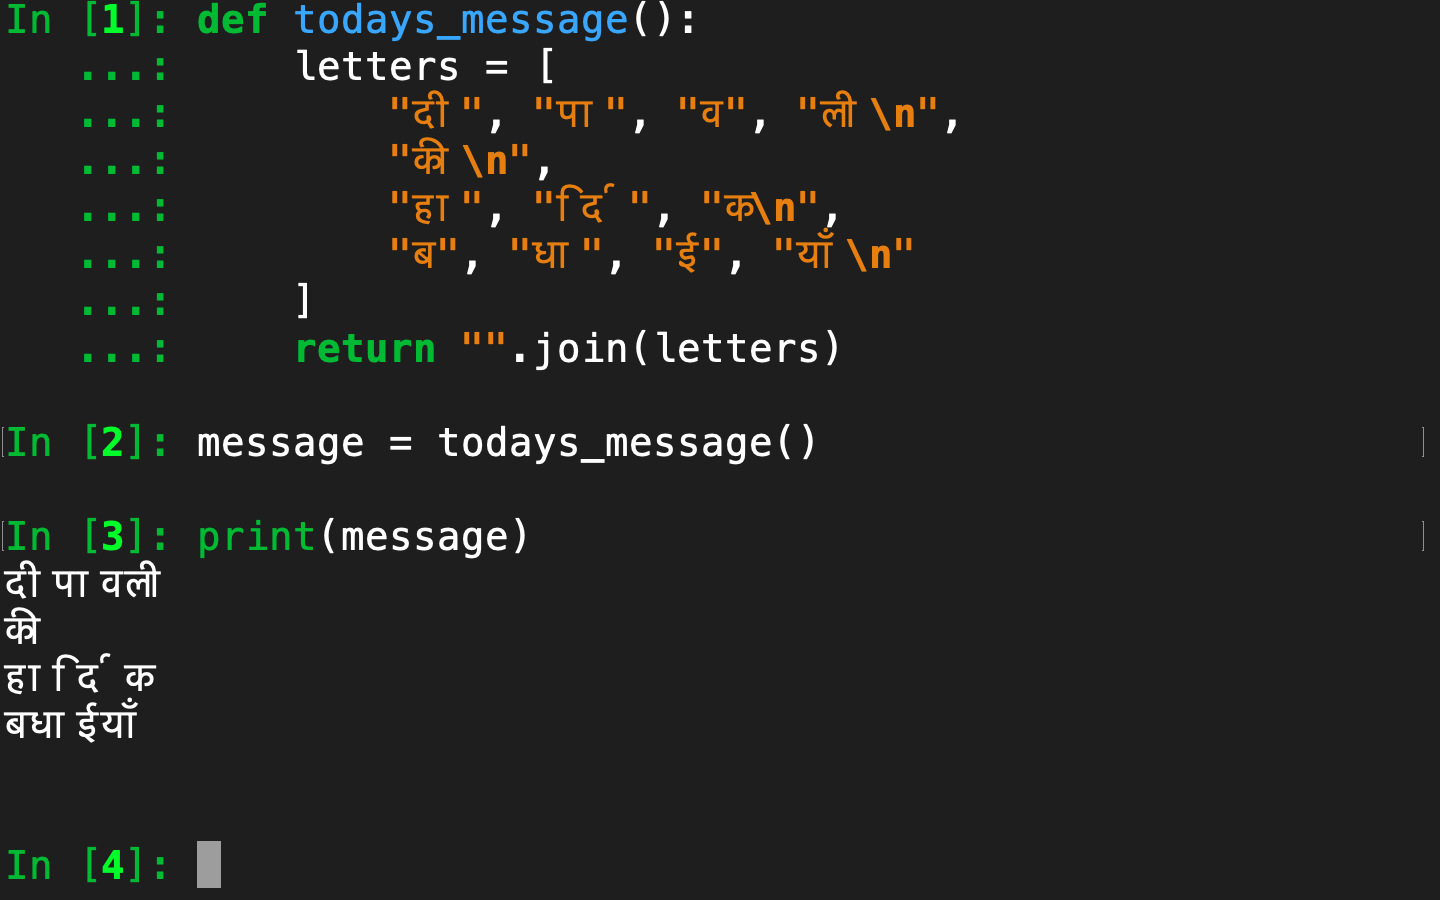 In [1]: def todays_message():
   ...:     letters = [
   ...:         "दी", "पा", "व", "ली\n",
   ...:         "की\n",
   ...:         "हा", "र्दि", "क\n",
   ...:         "ब", "धा", "ई", "याँ\n"
   ...:     ]
   ...:     return "".join(letters)
In [2]: message = todays_message()
In [3]: print(message)
दीपावली
की
हार्दिक
बधाईयाँ
In [4]: